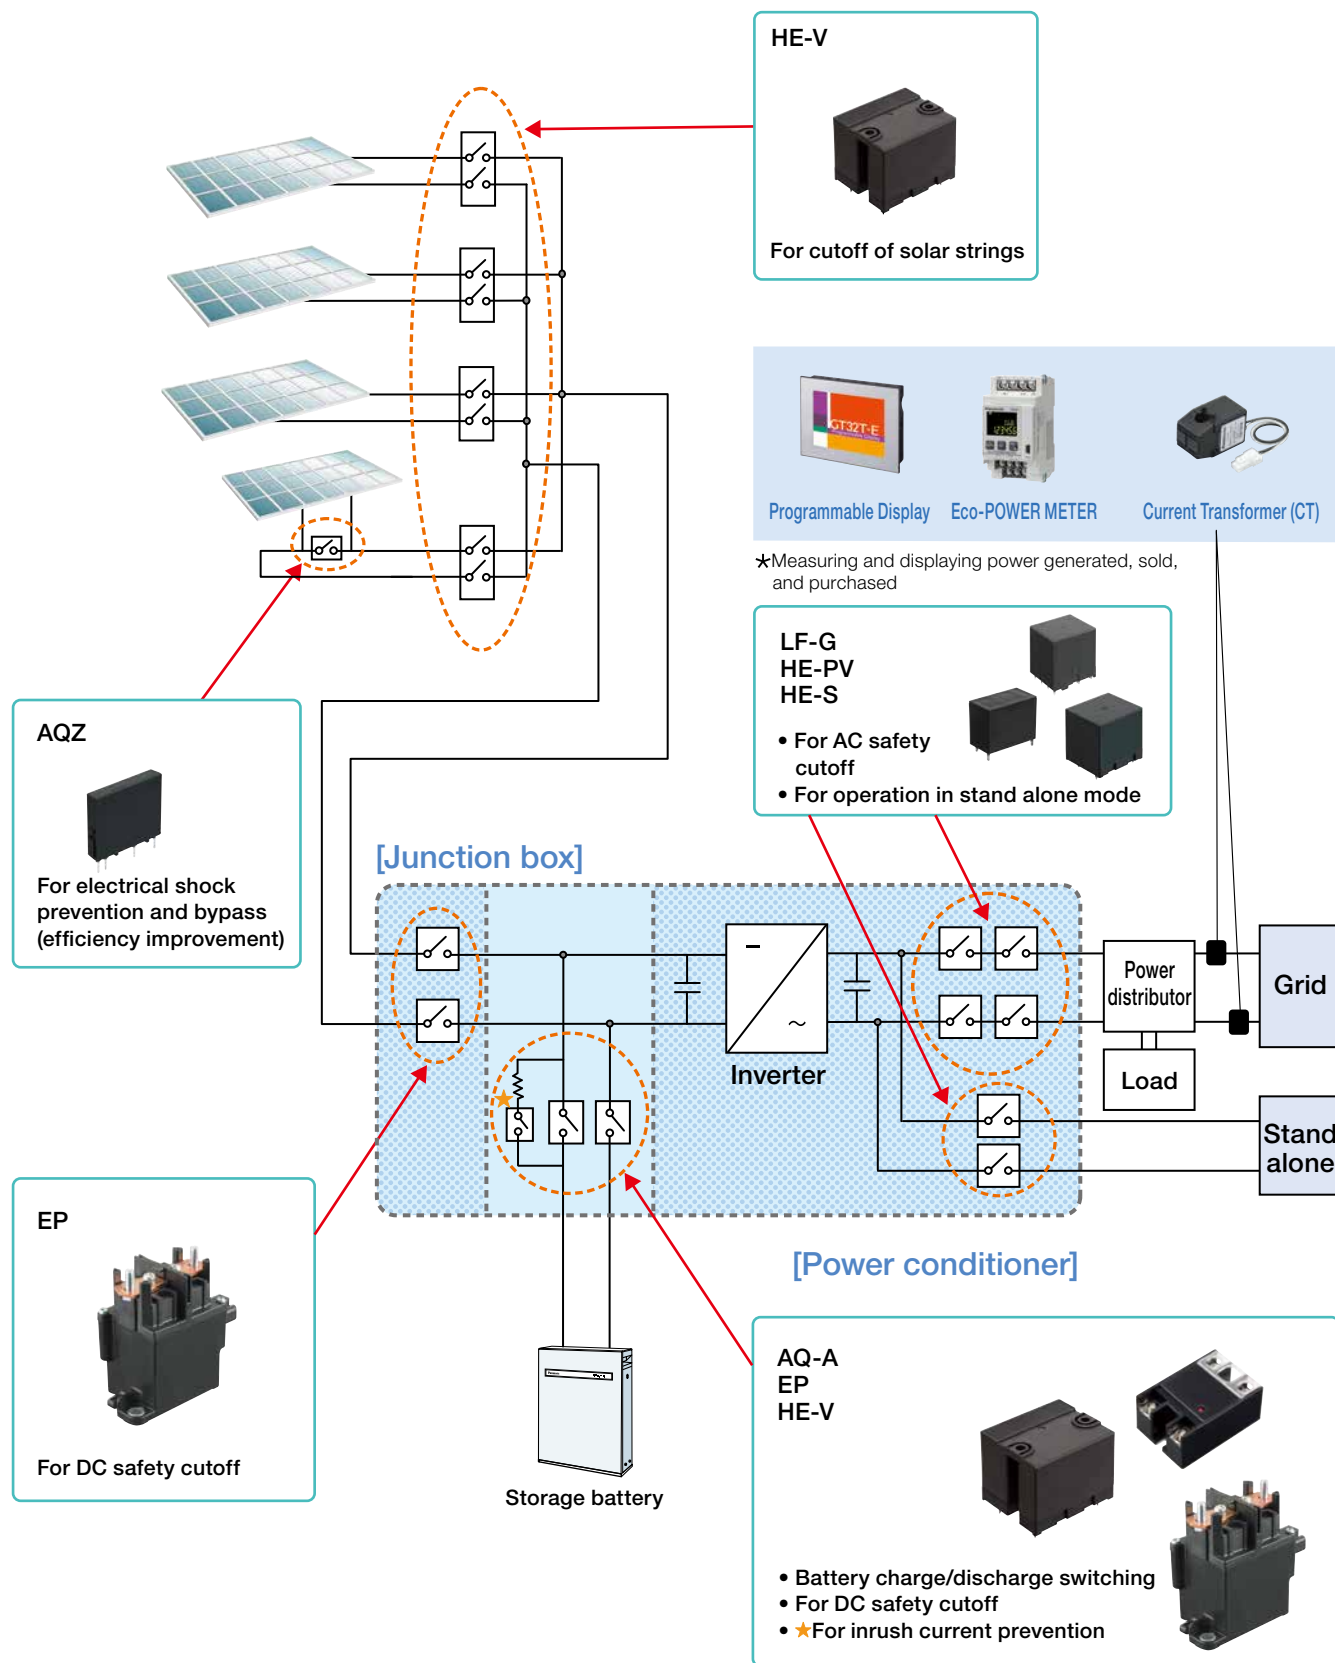 HE-V
For cutoff of solar strings
GT32T-E
Programmable Display
Programmable Display
Eco-POWER METER
Current Transformer (CT)
*Measuring and displaying power generated, sold,
and purchased
LF-G
HE-PV
HE-S
• For AC safety
cutoff
• For operation in stand alone mode
AQZ
For electrical shock
prevention and bypass
(efficiency improvement)
[Junction box]
Inverter
Power
distributor
Load
Grid
Stand
alone
[Power conditioner]
EP
For DC safety cutoff
Storage battery
AQ-A
EP
HE-V
• Battery charge/discharge switching
• For DC safety cutoff
• ★For inrush current prevention